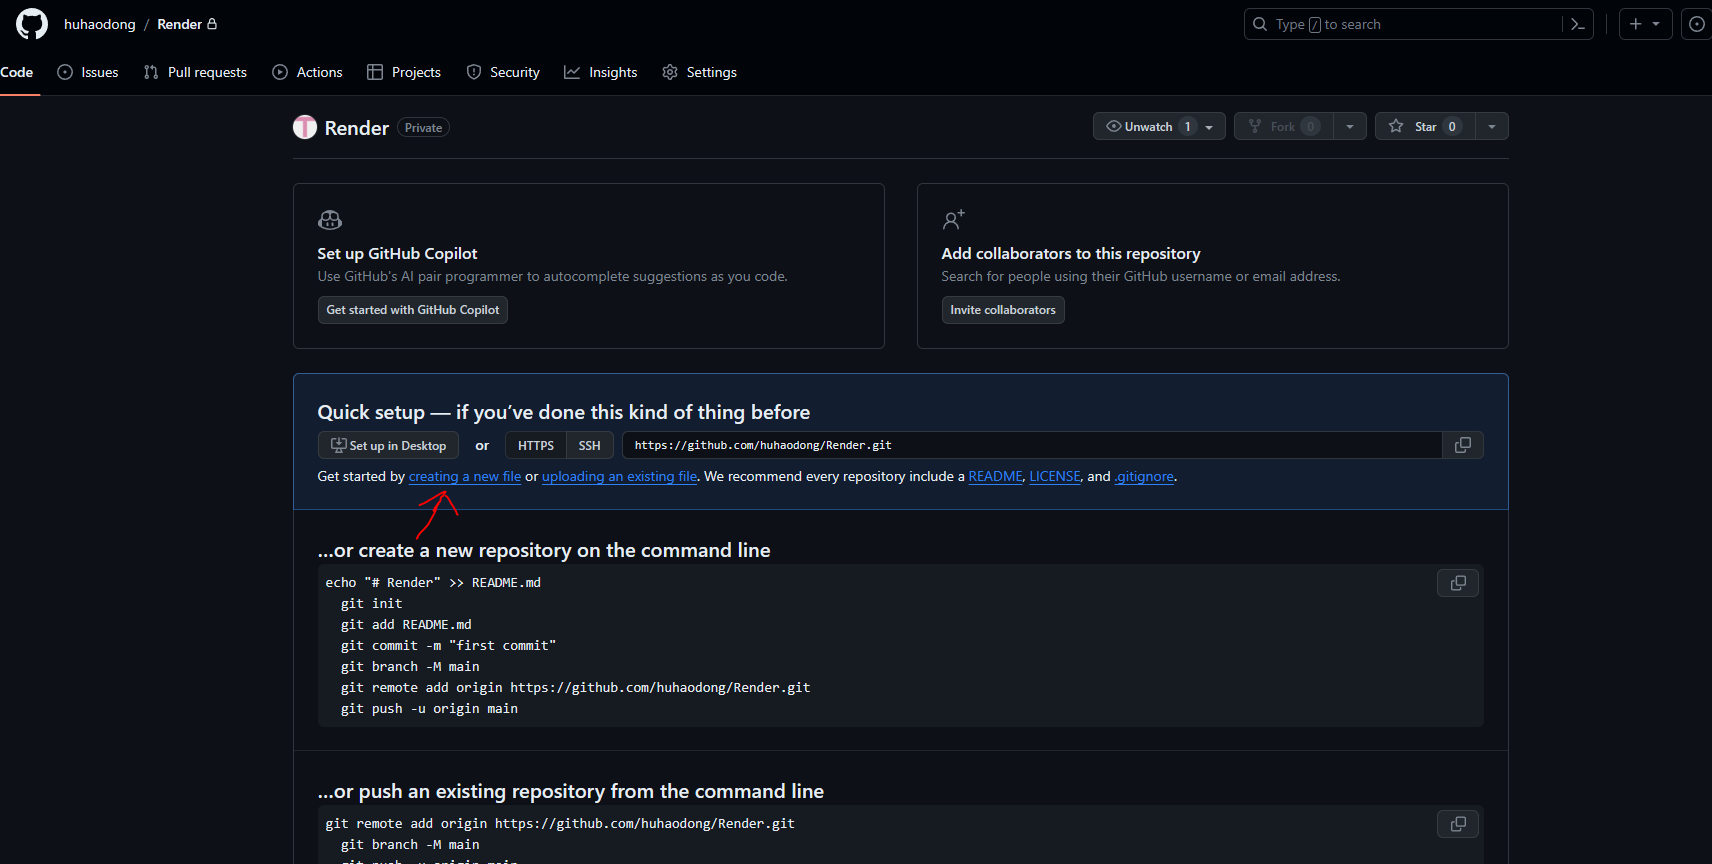 huhaodong / Render
Type / to search
Code Issues Pull requests Actions Projects Security Insights Settings
Render Private
Unwatch 1 Fork 0 Star 0
Set up GitHub Copilot
Use GitHub's AI pair programmer to autocomplete suggestions as you code.
Get started with GitHub Copilot
Add collaborators to this repository
Search for people using their GitHub username or email address.
Invite collaborators
Quick setup — if you’ve done this kind of thing before
Set up in Desktop or HTTPS SSH https://github.com/huhaodong/Render.git
Get started by creating a new file or uploading an existing file. We recommend every repository include a README, LICENSE, and .gitignore.
…or create a new repository on the command line
echo "# Render" >> README.md
git init
git add README.md
git commit -m "first commit"
git branch -M main
git remote add origin https://github.com/huhaodong/Render.git
git push -u origin main
…or push an existing repository from the command line
git remote add origin https://github.com/huhaodong/Render.git
git branch -M main